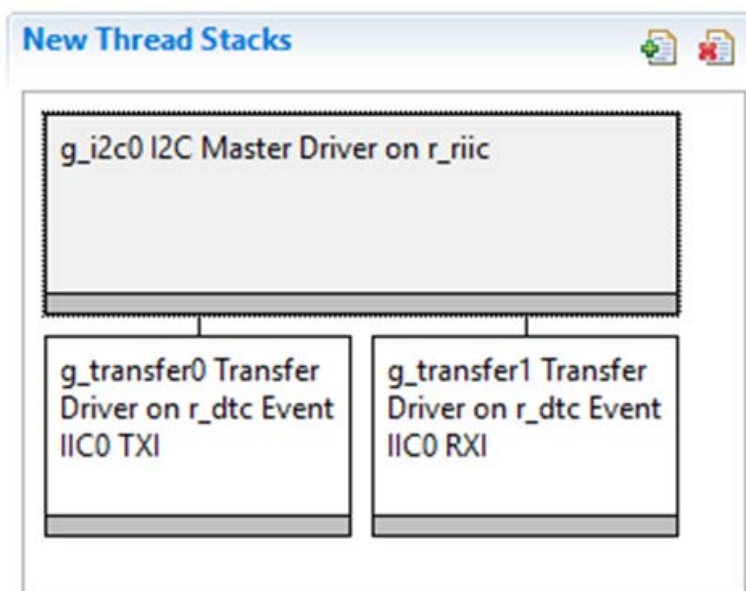 New Thread Stacks
g_i2c0 I2C Master Driver on r_riic
g_transfer0 Transfer
Driver on r_dtc Event
IIC0 TXI
g_transfer1 Transfer
Driver on r_dtc Event
IIC0 RXI